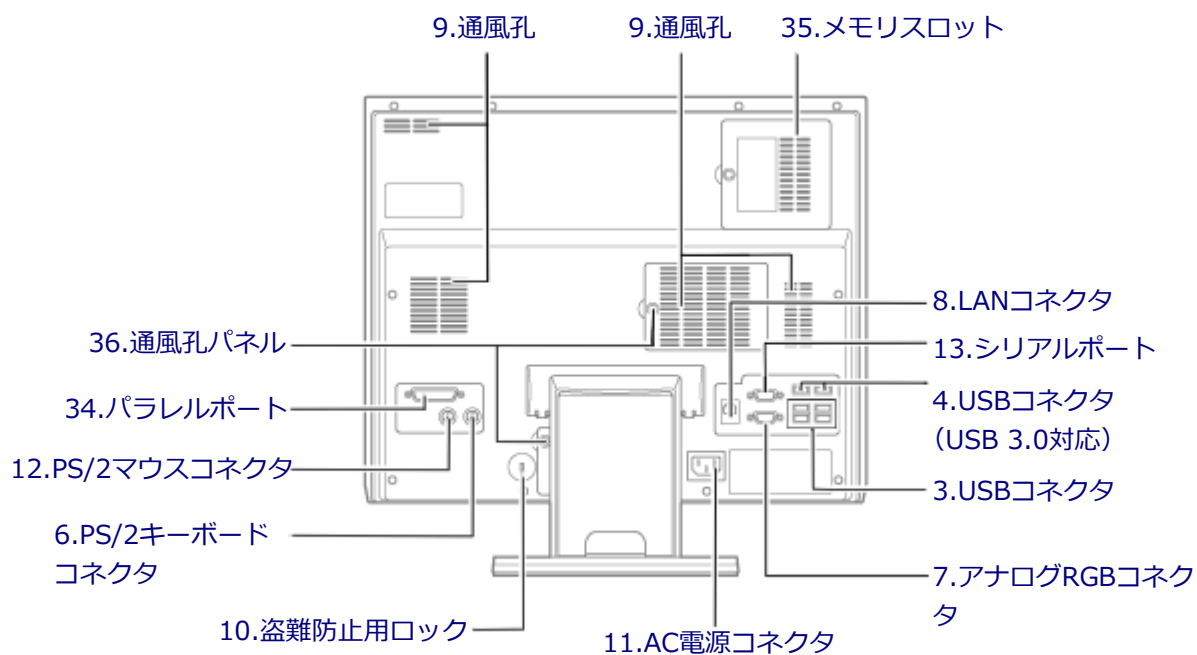 9.通風孔
9.通風孔
35.メモリスロット
8.LANコネクタ
36.通風孔パネル
13.シリアルポート
34.パラレルポート
4.USBコネクタ
（USB 3.0対応）
12.PS/2マウスコネクタ
3.USBコネクタ
6.PS/2キーボード
コネクタ
7.アナログRGBコネク
タ
10.盗難防止用ロック
11.AC電源コネクタ